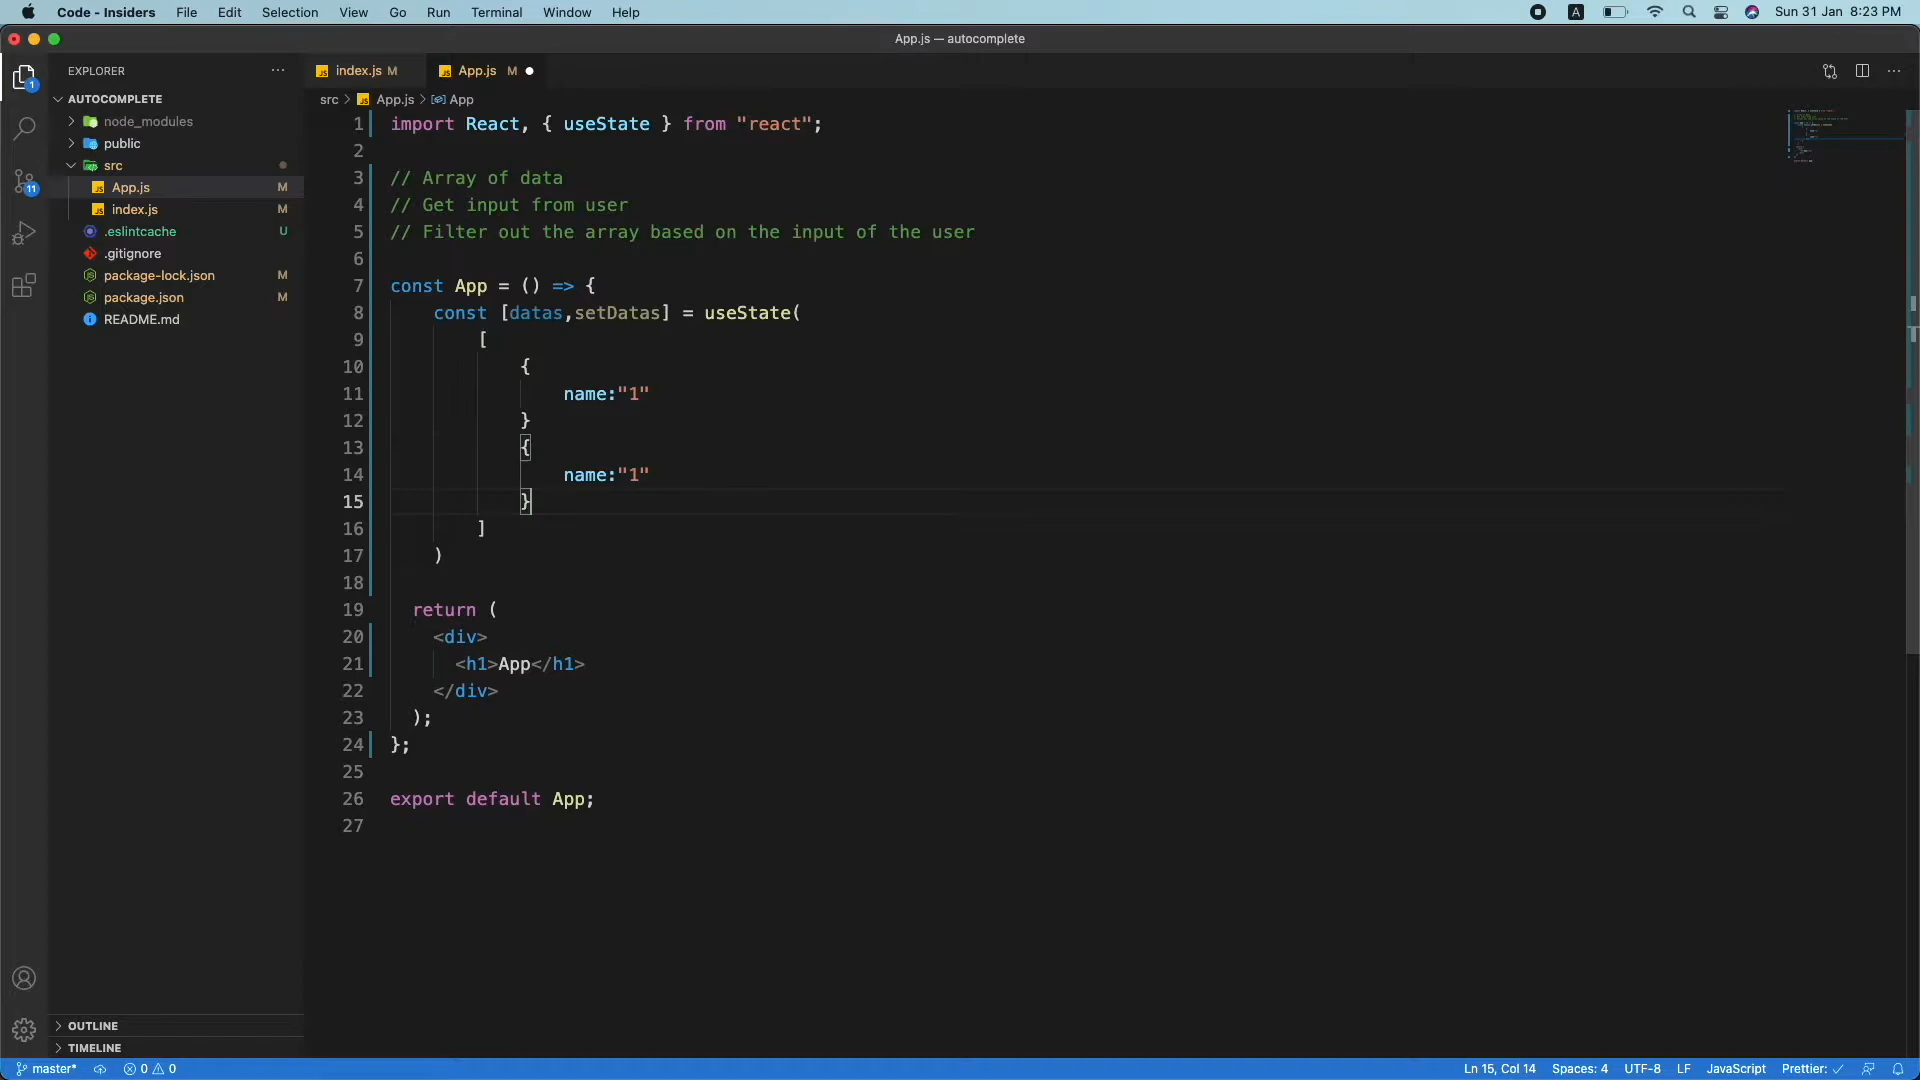 Code - Insiders File Edit Selection View Go Run Terminal Window Help A Sun 31 Jan 8:23 PM
App.js — autocomplete
EXPLORER
index.js M
App.js M
AUTOCOMPLETE
node_modules
public
src
App.js M
index.js M
.eslintcache U
.gitignore
package-lock.json M
package.json M
README.md
OUTLINE
TIMELINE
1
11
src > App.js > App
1 import React, { useState } from "react";
2
3 // Array of data
4 // Get input from user
5 // Filter out the array based on the input of the user
6
7 const App = () => {
8 const [datas,setDatas] = useState(
9 [
10 {
11 name:"1"
12 }
13 {
14 name:"1"
15 }
16 ]
17 )
18
19 return (
20 <div>
21 <h1>App</h1>
22 </div>
23 );
24 };
25
26 export default App;
27
master* 0 0 Ln 15, Col 14 Spaces: 4 UTF-8 LF JavaScript Prettier: ✓